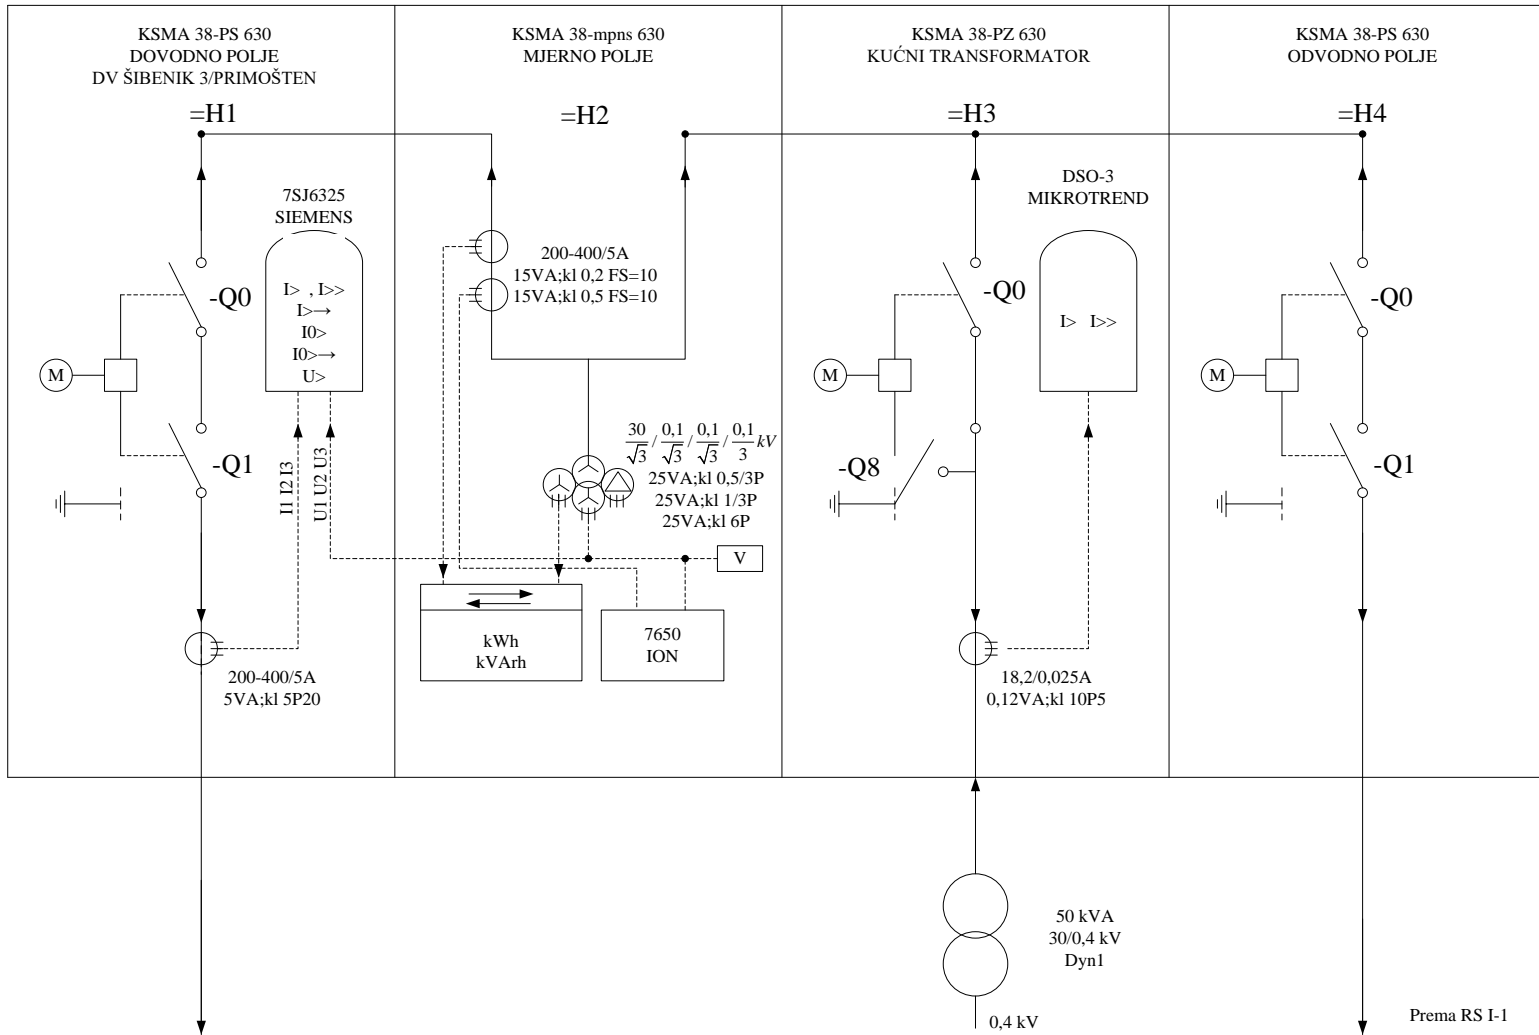 KSMA 38-PS 630
DOVODNO POLJE
DV ŠIBENIK 3/PRIMOŠTEN
=H1
7SJ6325
SIEMENS
I> , I>>
I>→
I0>
I0>→
U>
-Q0
M
-Q1
I1 I2 I3
U1 U2 U3
200-400/5A
5VA;kl 5P20
KSMA 38-mpns 630
MJERNO POLJE
=H2
200-400/5A
15VA;kl 0,2 FS=10
15VA;kl 0,5 FS=10
30/√3 / 0,1/√3 / 0,1/√3 / 0,1/3 kV
25VA;kl 0,5/3P
25VA;kl 1/3P
25VA;kl 6P
V
kWh
kVArh
7650
ION
KSMA 38-PZ 630
KUĆNI TRANSFORMATOR
=H3
DSO-3
MIKROTREND
I> I>>
-Q0
M
-Q8
18,2/0,025A
0,12VA;kl 10P5
50 kVA
30/0,4 kV
Dyn1
0,4 kV
KSMA 38-PS 630
ODVODNO POLJE
=H4
-Q0
M
-Q1
Prema RS I-1